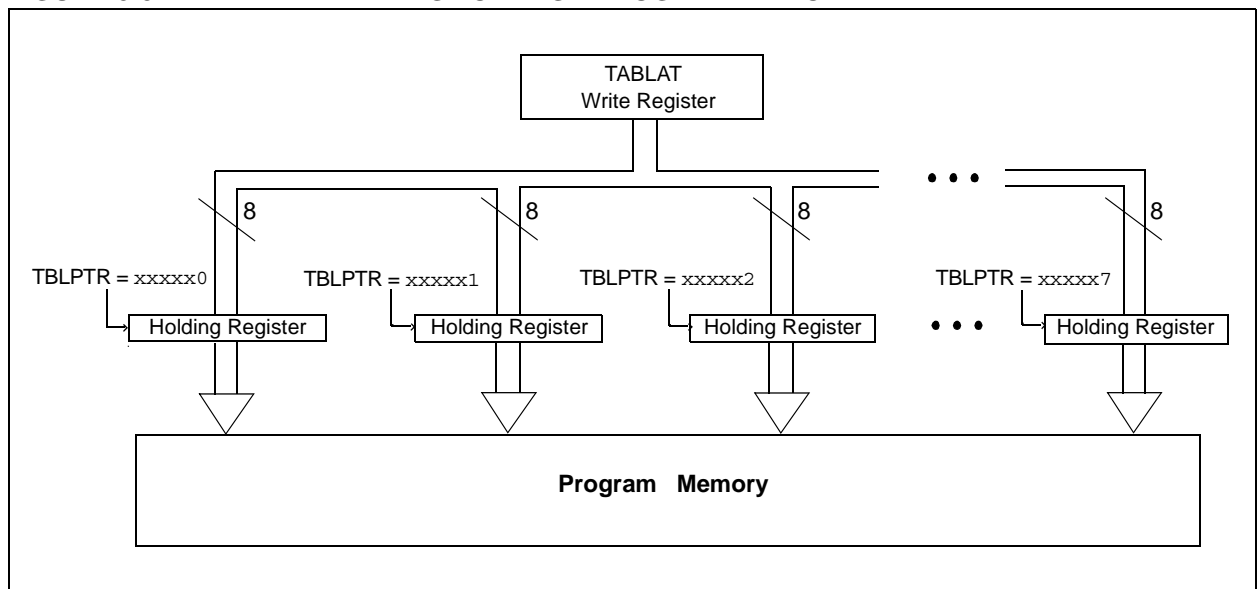 TABLAT
Write Register
8
8
8
8
TBLPTR = xxxxx0
TBLPTR = xxxxx1
TBLPTR = xxxxx2
TBLPTR = xxxxx7
Holding Register
Holding Register
Holding Register
Holding Register
Program Memory